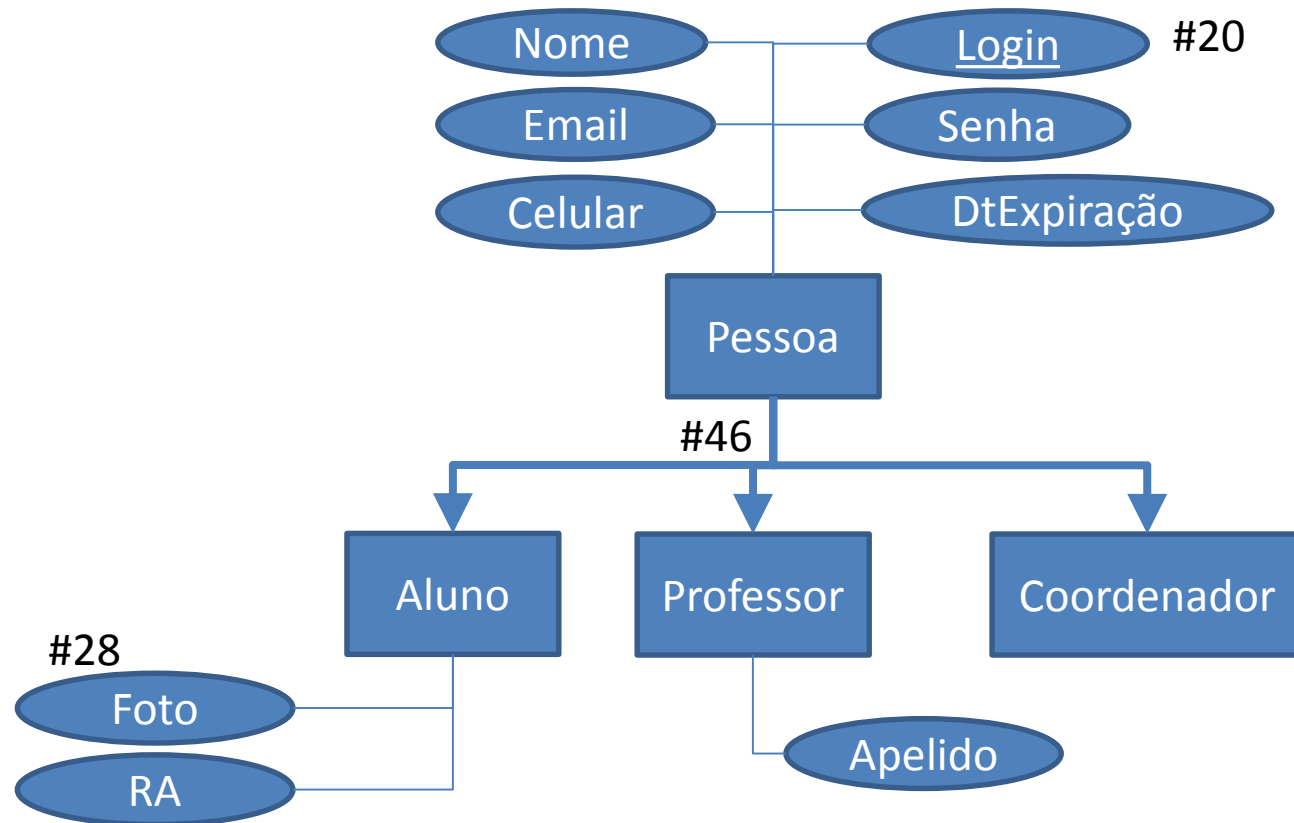 Nome
Login
#20
Email
Senha
Celular
DtExpiração
Pessoa
#46
Aluno
Professor
Coordenador
#28
Foto
Apelido
RA